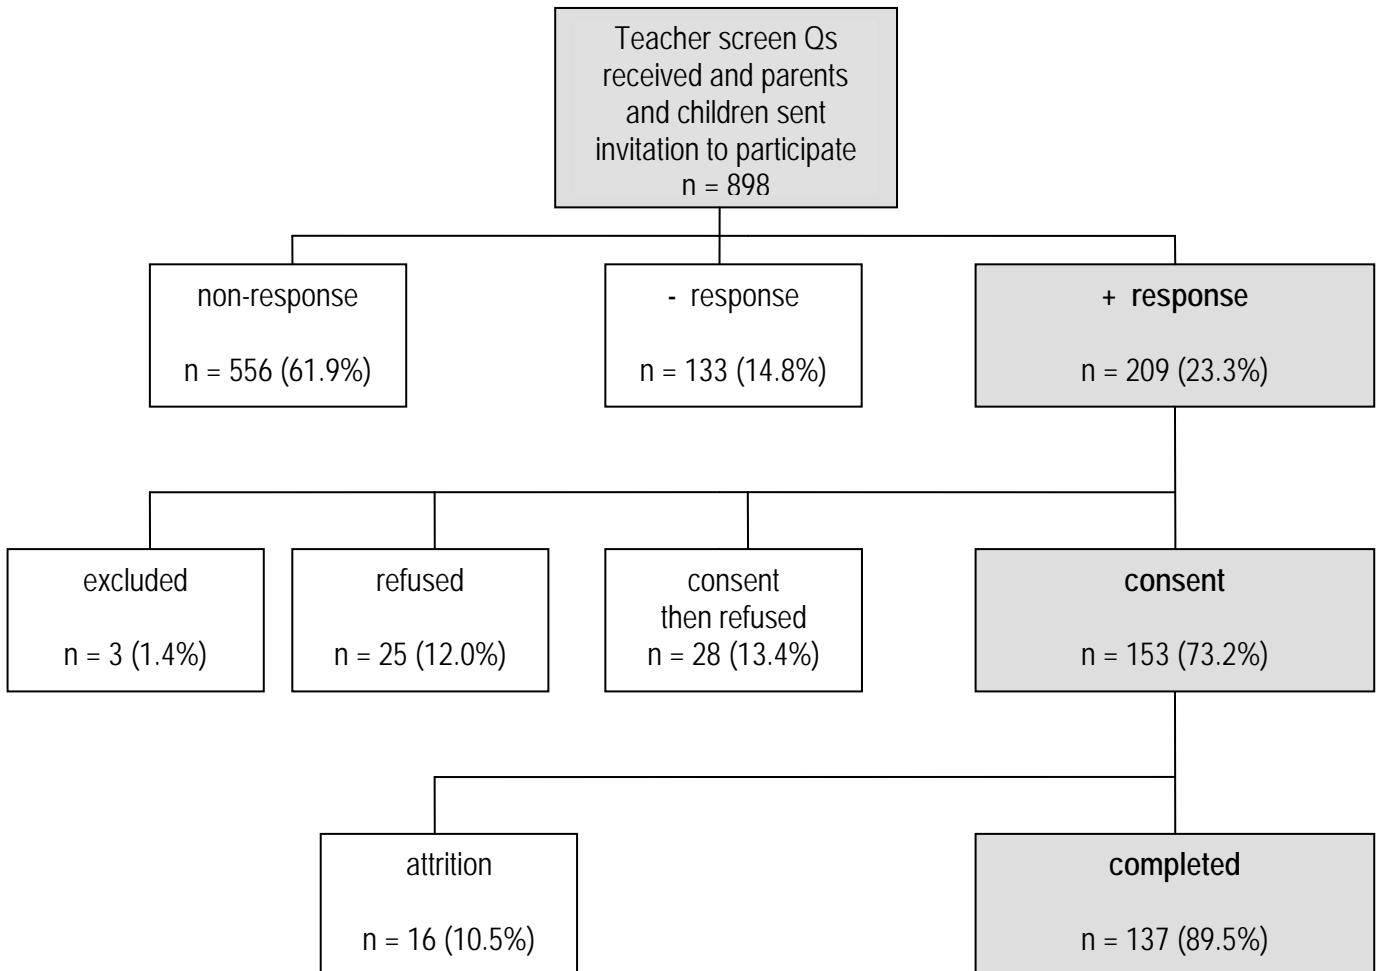 Teacher screen Qs
received and parents
and children sent
invitation to participate
n = 898
non-response
n = 556 (61.9%)
- response
n = 133 (14.8%)
+ response
n = 209 (23.3%)
excluded
n = 3 (1.4%)
refused
n = 25 (12.0%)
consent
then refused
n = 28 (13.4%)
consent
n = 153 (73.2%)
attrition
n = 16 (10.5%)
completed
n = 137 (89.5%)